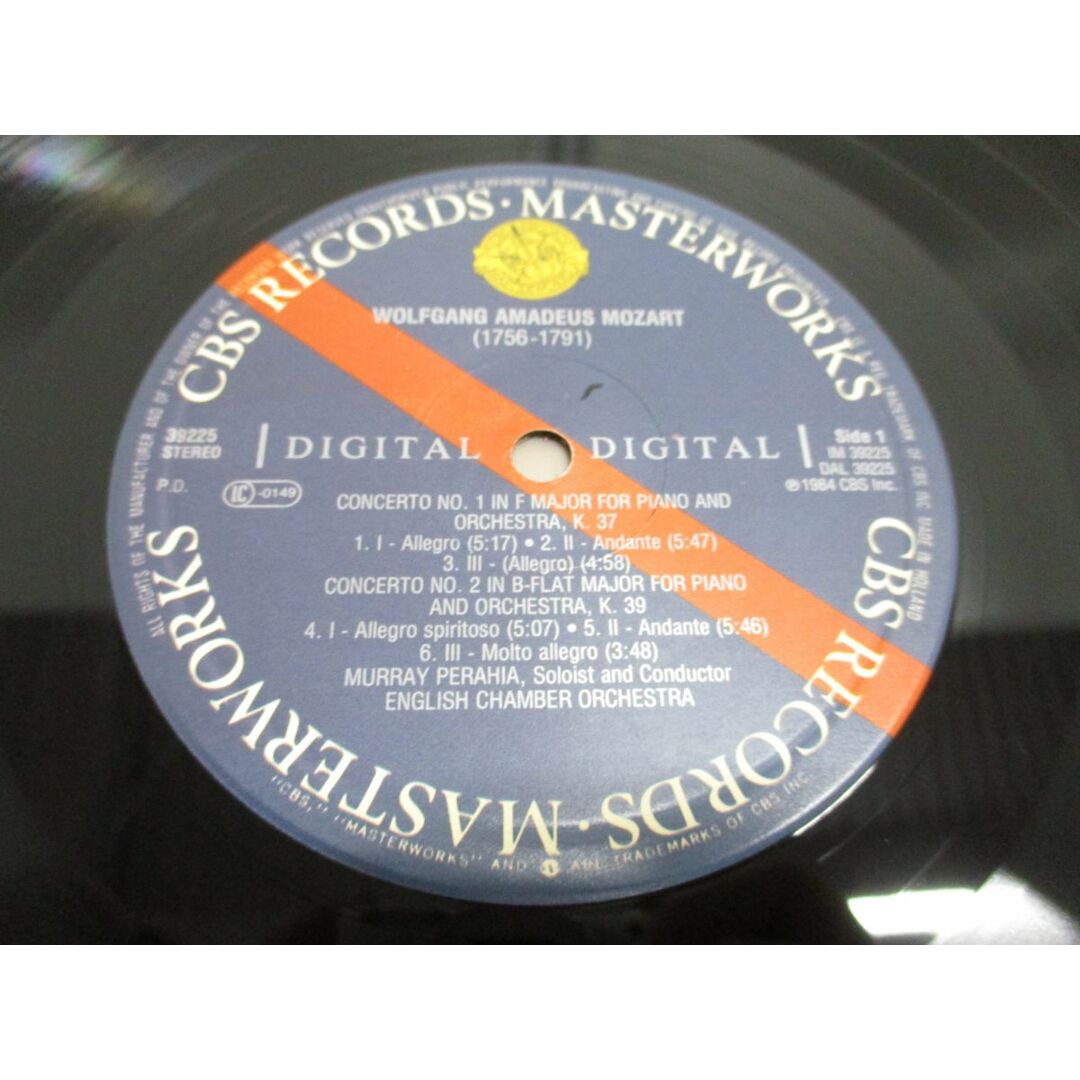 CBS RECORDS · MASTERWORKS
CBS RECORDS · MASTERWORKS
WOLFGANG AMADEUS MOZART
(1756-1791)
39225
STEREO
P.D.
IC -0149
DIGITAL DIGITAL
Side 1
IM 39225
DAL 39225
℗ 1984 CBS Inc.
CONCERTO NO. 1 IN F MAJOR FOR PIANO AND
ORCHESTRA, K. 37
1. I - Allegro (5:17) • 2. II - Andante (5:47)
3. III - (Allegro) (4:58)
CONCERTO NO. 2 IN B-FLAT MAJOR FOR PIANO
AND ORCHESTRA, K. 39
4. I - Allegro spiritoso (5:07) • 5. II - Andante (5:46)
6. III - Molto allegro (3:48)
MURRAY PERAHIA, Soloist and Conductor
ENGLISH CHAMBER ORCHESTRA
ALL RIGHTS OF THE MANUFACTURER AND OF THE OWNER OF THE
MADE IN HOLLAND
"CBS," "MASTERWORKS" AND ARE TRADEMARKS OF CBS INC.